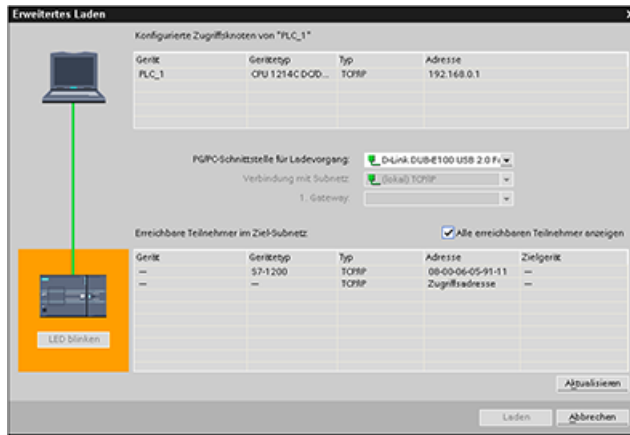 Erweitertes Laden
Konfigurierte Zugriffsknoten von "PLC_1"
Gerät Gerätetyp Typ Adresse
PLC_1 CPU 1214C DC/D... TCP/IP 192.168.0.1
PG/PC-Schnittstelle für Ladevorgang: D-Link DUB-E100 USB 2.0 Fa
Verbindung mit Subnetz: (lokal) TCP/IP
1. Gateway:
Erreichbare Teilnehmer im Ziel-Subnetz: Alle erreichbaren Teilnehmer anzeigen
Gerät Gerätetyp Typ Adresse Zielgerät
— S7-1200 TCP/IP 08-00-06-05-91-11 —
— — TCP/IP Zugriffsadresse —
LED blinken
Aktualisieren
Laden Abbrechen